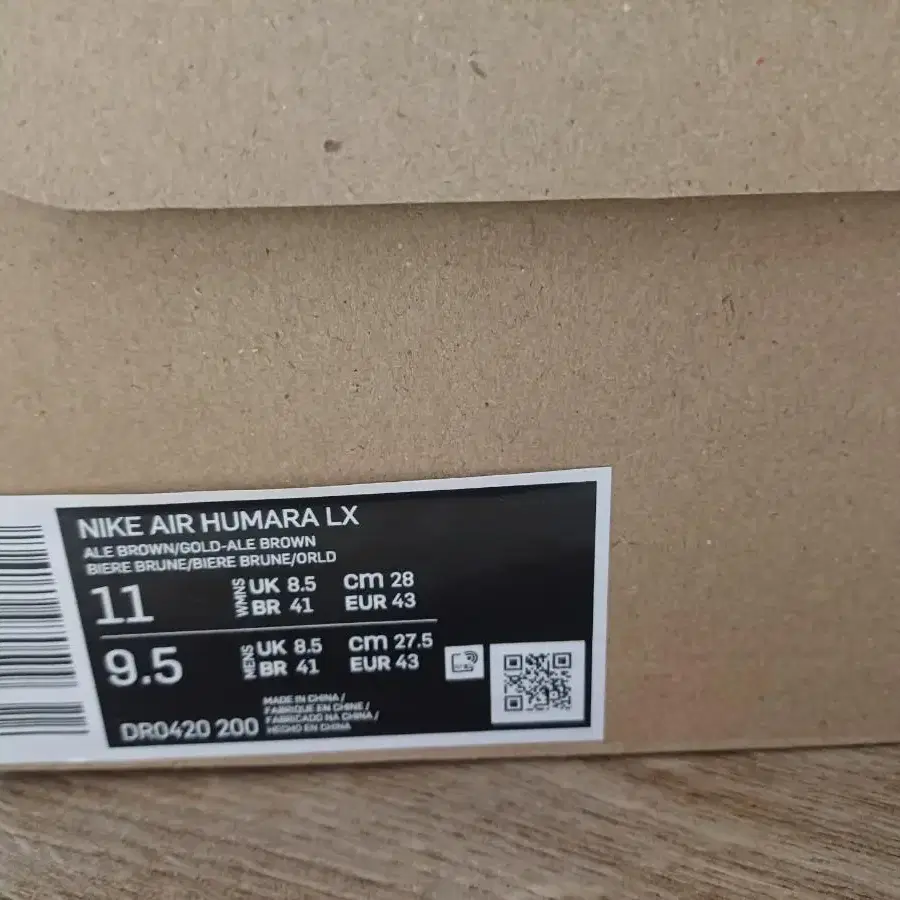 NIKE AIR HUMARA LX
ALE BROWN/GOLD-ALE BROWN
BIERE BRUNE/BIERE BRUNE/ORLD
11 WMNS UK 8.5 cm 28
BR 41 EUR 43
9.5 MENS UK 8.5 cm 27.5
BR 41 EUR 43
DR0420 200
MADE IN CHINA /
FABRIQUE EN CHINE /
FABRICADO NA CHINA /
HECHO EN CHINA